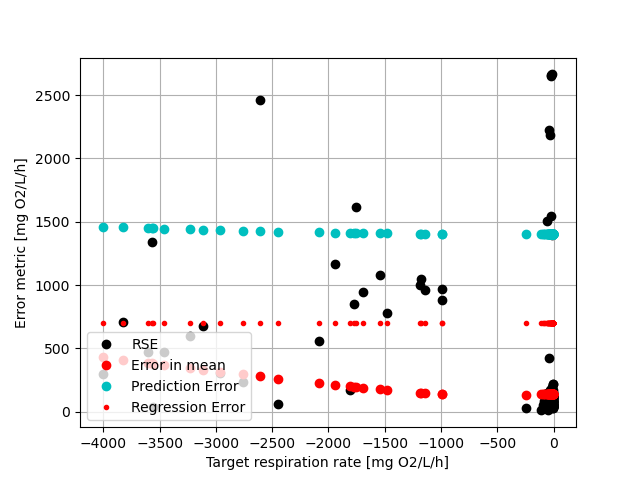 2500
2000
1500
1000
500
0
Error metric [mg O2/L/h]
RSE
Error in mean
Prediction Error
Regression Error
−4000 −3500 −3000 −2500 −2000 −1500 −1000 −500 0
Target respiration rate [mg O2/L/h]